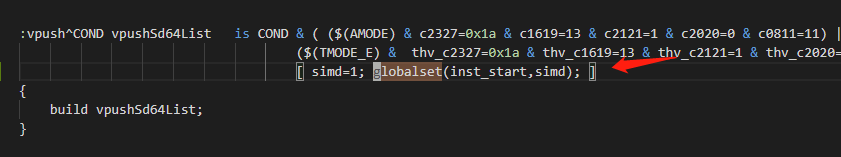 :vpush^COND vpushSd64List is COND & ( ($(AMODE) & c2327=0x1a & c1619=13 & c2121=1 & c2020=0 & c0811=11) |
($(TMODE_E) & thv_c2327=0x1a & thv_c1619=13 & thv_c2121=1 & thv_c2020=
[ simd=1; globalset(inst_start,simd); ]
{
build vpushSd64List;
}